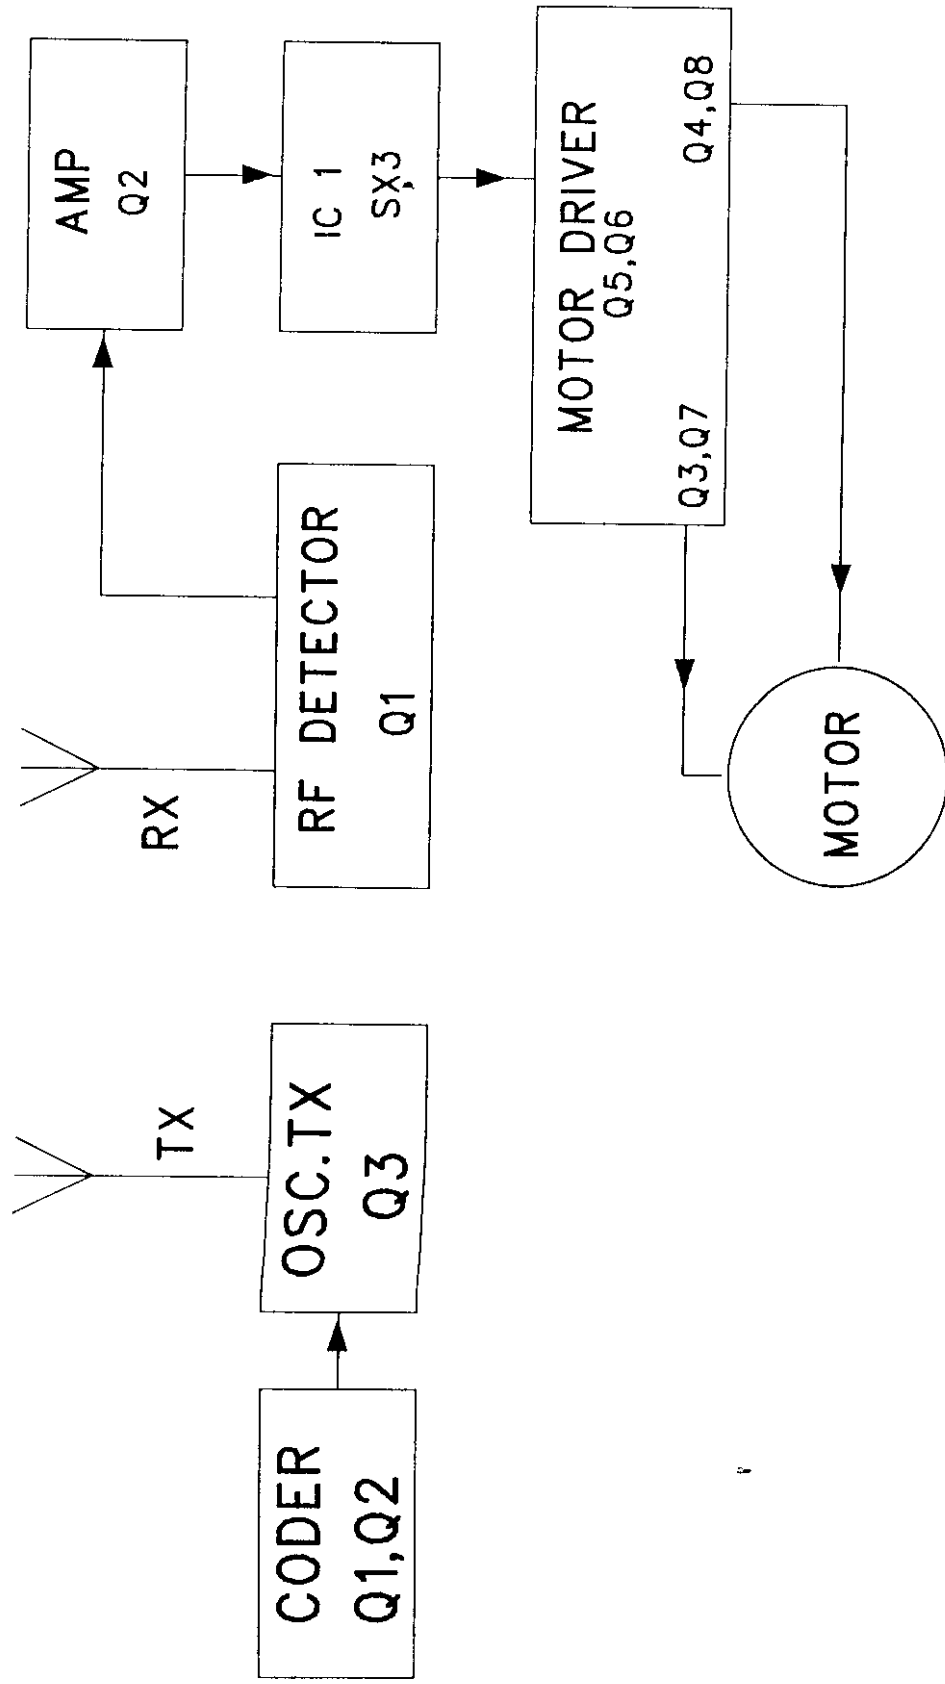 CODER
Q1,Q2
OSC.TX
Q3
TX
RX
RF DETECTOR
Q1
AMP
Q2
IC 1
SX3
MOTOR DRIVER
Q5,Q6
Q3,Q7
Q4,Q8
MOTOR